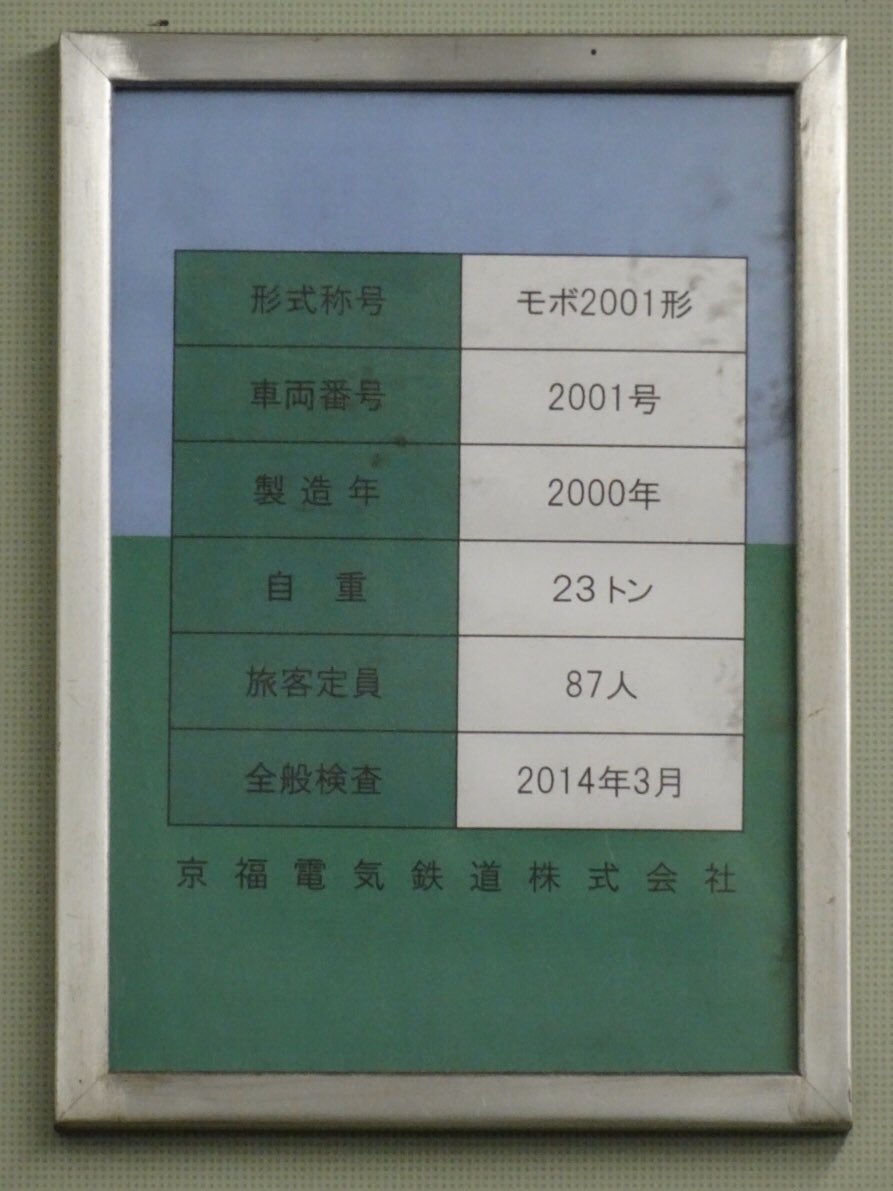 形式称号 モボ2001形
車両番号 2001号
製造年 2000年
自重 23トン
旅客定員 87人
全般検査 2014年3月
京福電気鉄道株式会社